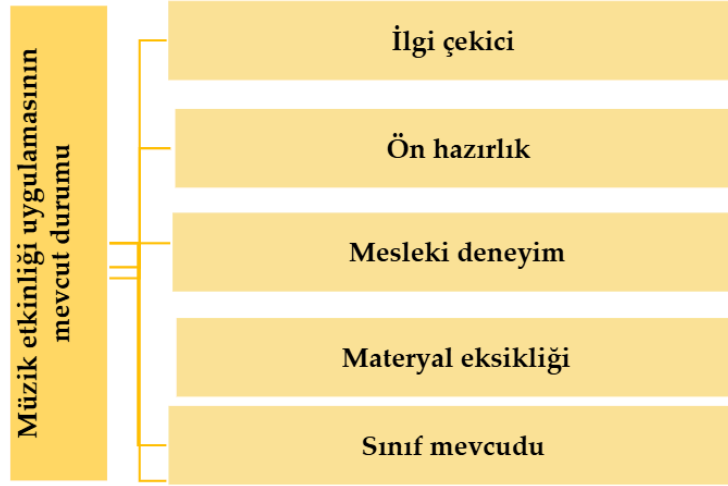 Müzik etkinliği uygulamasının
mevcut durumu
İlgi çekici
Ön hazırlık
Mesleki deneyim
Materyal eksikliği
Sınıf mevcudu